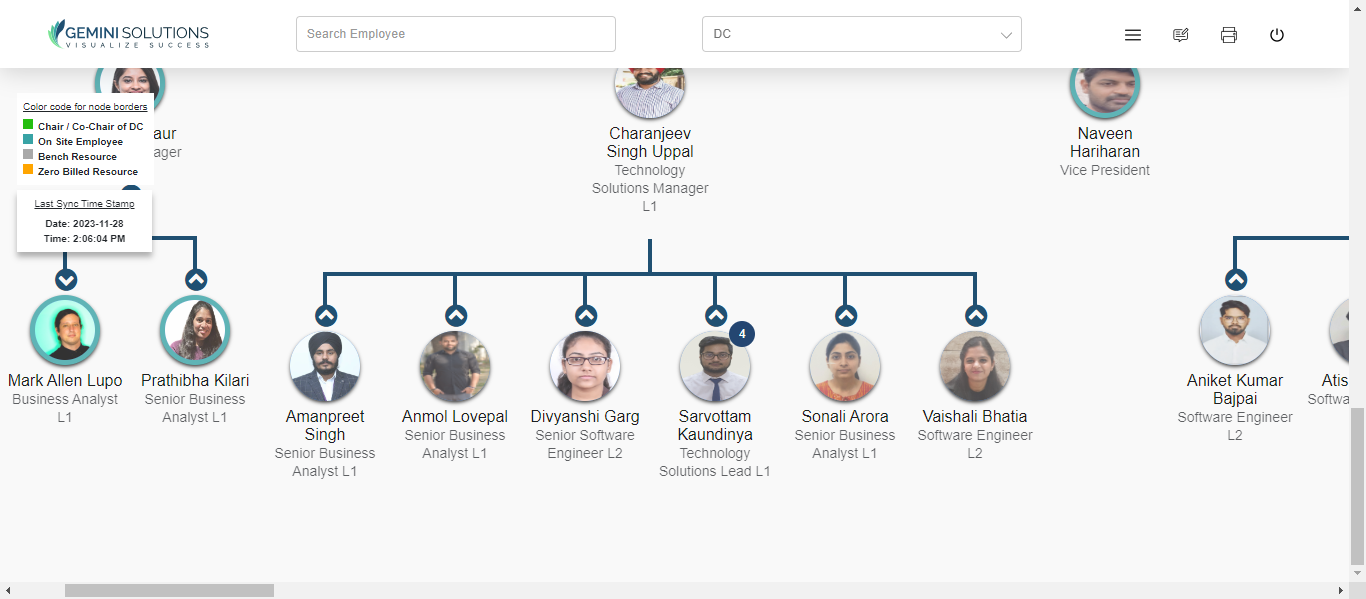 GEMINI SOLUTIONS
VISUALIZE SUCCESS
Search Employee
DC
Color code for node borders
Chair / Co-Chair of DC
On Site Employee
Bench Resource
Zero Billed Resource
aur
ager
Last Sync Time Stamp
Date: 2023-11-28
Time: 2:06:04 PM
Charanjeev
Singh Uppal
Technology
Solutions Manager
L1
Naveen
Hariharan
Vice President
Mark Allen Lupo
Business Analyst
L1
Prathibha Kilari
Senior Business
Analyst L1
Amanpreet
Singh
Senior Business
Analyst L1
Anmol Lovepal
Senior Business
Analyst L1
Divyanshi Garg
Senior Software
Engineer L2
4
Sarvottam
Kaundinya
Technology
Solutions Lead L1
Sonali Arora
Senior Business
Analyst L1
Vaishali Bhatia
Software Engineer
L2
Aniket Kumar
Bajpai
Software Engineer
L2
Atis
Softwa